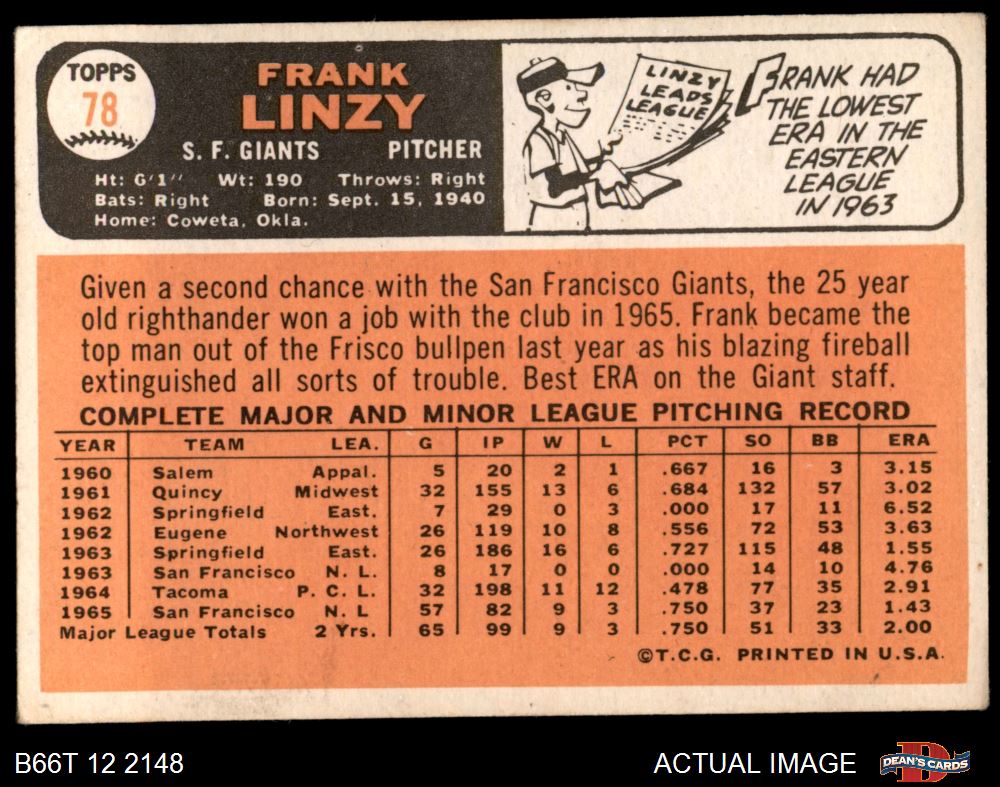 TOPPS
78
FRANK
LINZY
S. F. GIANTS PITCHER
Ht: 6'1'' Wt: 190 Throws: Right
Bats: Right Born: Sept. 15, 1940
Home: Coweta, Okla.
LINZY
LEADS
LEAGUE
FRANK HAD
THE LOWEST
ERA IN THE
EASTERN
LEAGUE
IN 1963
Given a second chance with the San Francisco Giants, the 25 year
old righthander won a job with the club in 1965. Frank became the
top man out of the Frisco bullpen last year as his blazing fireball
extinguished all sorts of trouble. Best ERA on the Giant staff.
COMPLETE MAJOR AND MINOR LEAGUE PITCHING RECORD
YEAR TEAM LEA. G IP W L PCT SO BB ERA
1960 Salem Appal. 5 20 2 1 .667 16 3 3.15
1961 Quincy Midwest 32 155 13 6 .684 132 57 3.02
1962 Springfield East. 7 29 0 3 .000 17 11 6.52
1962 Eugene Northwest 26 119 10 8 .556 72 53 3.63
1963 Springfield East. 26 186 16 6 .727 115 48 1.55
1963 San Francisco N. L. 8 17 0 0 .000 14 10 4.76
1964 Tacoma P. C. L. 32 198 11 12 .478 77 35 2.91
1965 San Francisco N. L 57 82 9 3 .750 37 23 1.43
Major League Totals 2 Yrs. 65 99 9 3 .750 51 33 2.00
©T.C.G. PRINTED IN U.S.A.
B66T 12 2148 ACTUAL IMAGE DEAN'S CARDS